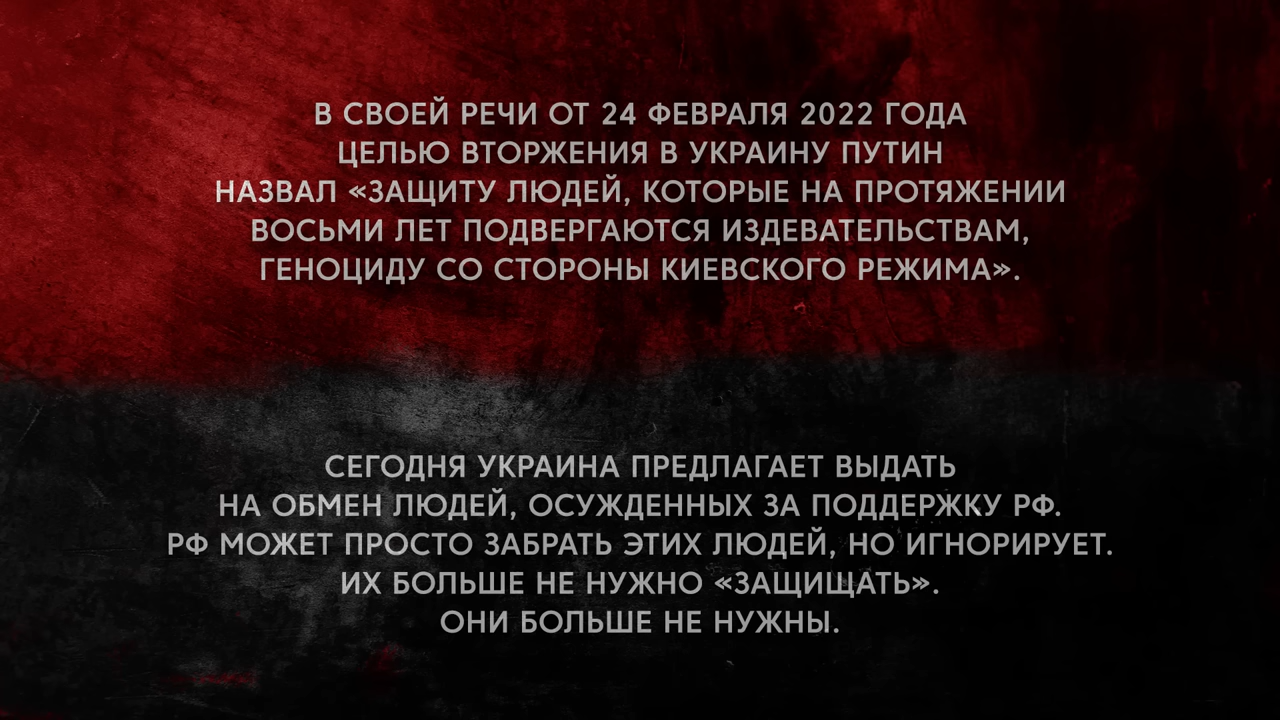 В СВОЕЙ РЕЧИ ОТ 24 ФЕВРАЛЯ 2022 ГОДА
ЦЕЛЬЮ ВТОРЖЕНИЯ В УКРАИНУ ПУТИН
НАЗВАЛ «ЗАЩИТУ ЛЮДЕЙ, КОТОРЫЕ НА ПРОТЯЖЕНИИ
ВОСЬМИ ЛЕТ ПОДВЕРГАЮТСЯ ИЗДЕВАТЕЛЬСТВАМ,
ГЕНОЦИДУ СО СТОРОНЫ КИЕВСКОГО РЕЖИМА».
СЕГОДНЯ УКРАИНА ПРЕДЛАГАЕТ ВЫДАТЬ
НА ОБМЕН ЛЮДЕЙ, ОСУЖДЕННЫХ ЗА ПОДДЕРЖКУ РФ.
РФ МОЖЕТ ПРОСТО ЗАБРАТЬ ЭТИХ ЛЮДЕЙ, НО ИГНОРИРУЕТ.
ИХ БОЛЬШЕ НЕ НУЖНО «ЗАЩИЩАТЬ».
ОНИ БОЛЬШЕ НЕ НУЖНЫ.